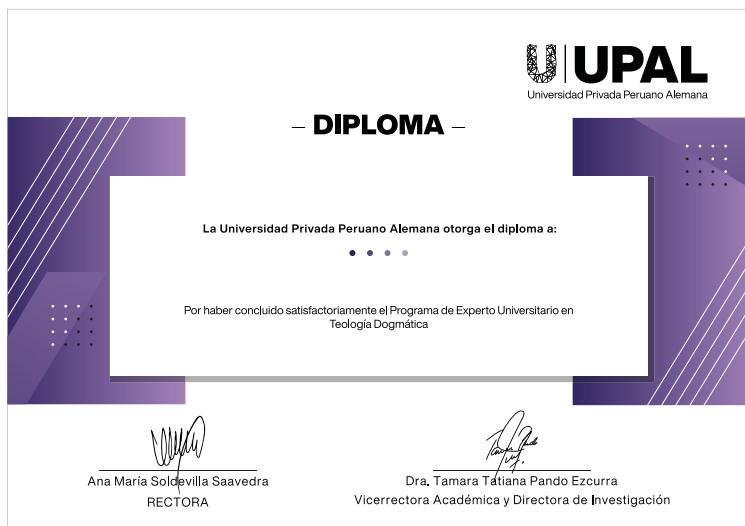 UPAL
Universidad Privada Peruano Alemana
– DIPLOMA –
La Universidad Privada Peruano Alemana otorga el diploma a:
Por haber concluido satisfactoriamente el Programa de Experto Universitario en
Teología Dogmática
Ana María Soldevilla Saavedra
RECTORA
Dra. Tamara Tatiana Pando Ezcurra
Vicerrectora Académica y Directora de Investigación